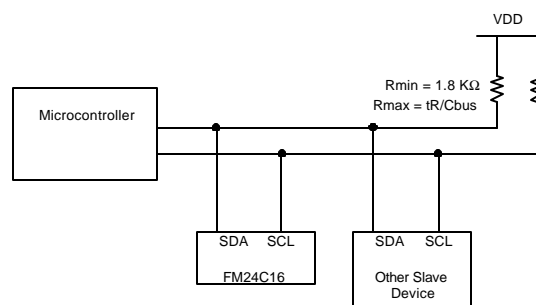 VDD
Rmin = 1.8 KΩ
Rmax = tR/Cbus
Microcontroller
SDA SCL
FM24C16
SDA SCL
Other Slave
Device